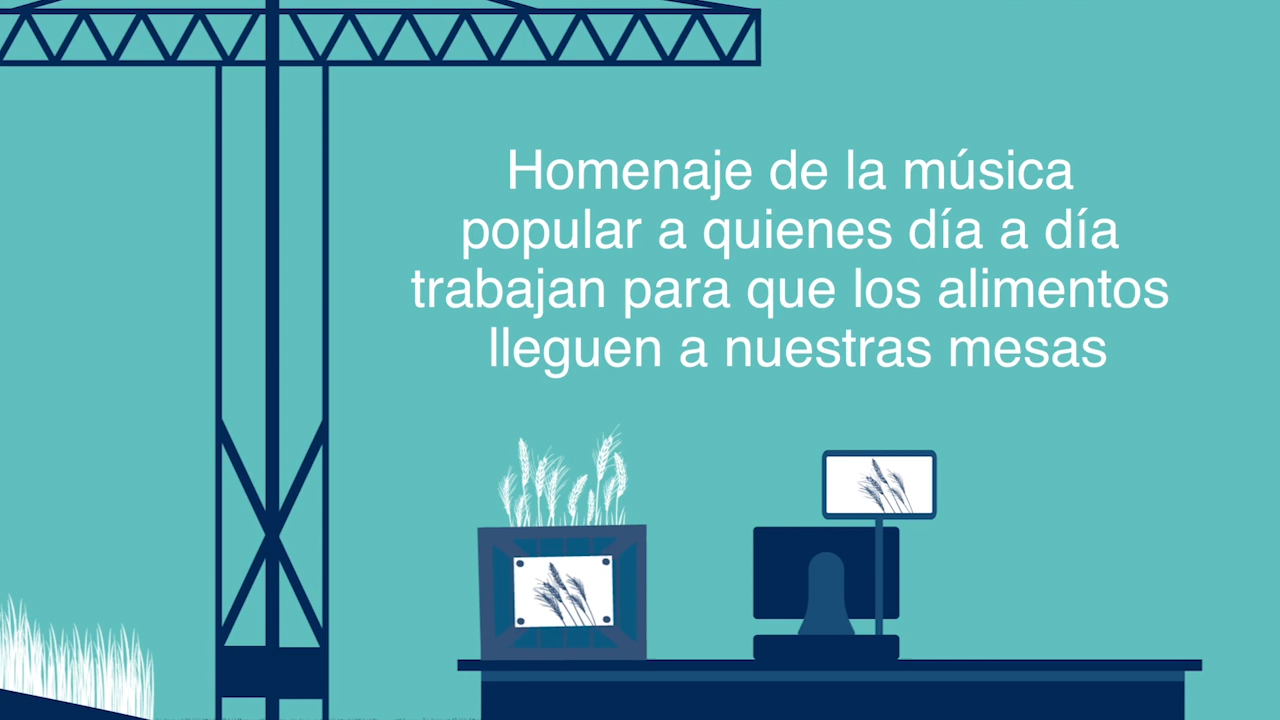 Homenaje de la música
popular a quienes día a día
trabajan para que los alimentos
lleguen a nuestras mesas